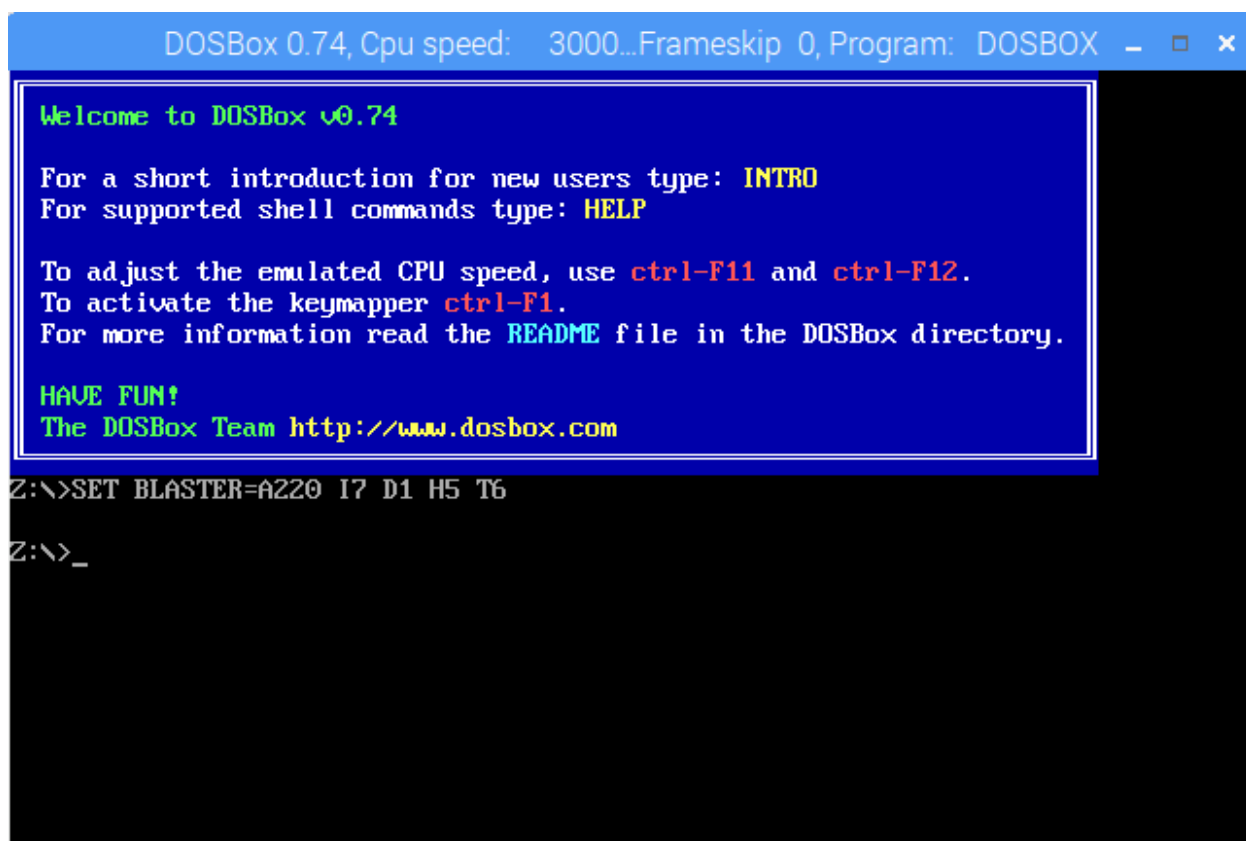 DOSBox 0.74, Cpu speed: 3000...Frameskip 0, Program: DOSBOX
Welcome to DOSBox v0.74
For a short introduction for new users type: INTRO
For supported shell commands type: HELP
To adjust the emulated CPU speed, use ctrl-F11 and ctrl-F12.
To activate the keymapper ctrl-F1.
For more information read the README file in the DOSBox directory.
HAVE FUN!
The DOSBox Team http://www.dosbox.com
Z:\>SET BLASTER=A220 I7 D1 H5 T6
Z:\>_